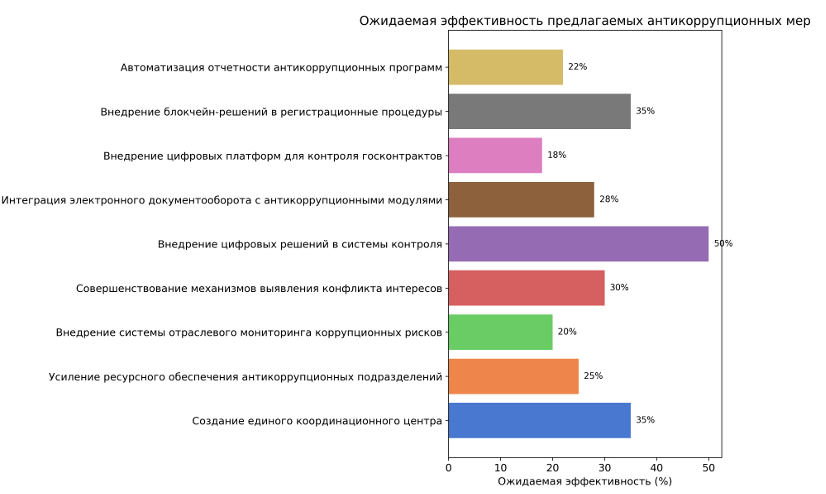 Ожидаемая эффективность предлагаемых антикоррупционных мер
Автоматизация отчетности антикоррупционных программ
22%
Внедрение блокчейн-решений в регистрационные процедуры
35%
Внедрение цифровых платформ для контроля госконтрактов
18%
Интеграция электронного документооборота с антикоррупционными модулями
28%
Внедрение цифровых решений в системы контроля
50%
Совершенствование механизмов выявления конфликта интересов
30%
Внедрение системы отраслевого мониторинга коррупционных рисков
20%
Усиление ресурсного обеспечения антикоррупционных подразделений
25%
Создание единого координационного центра
35%
0 10 20 30 40 50
Ожидаемая эффективность (%)